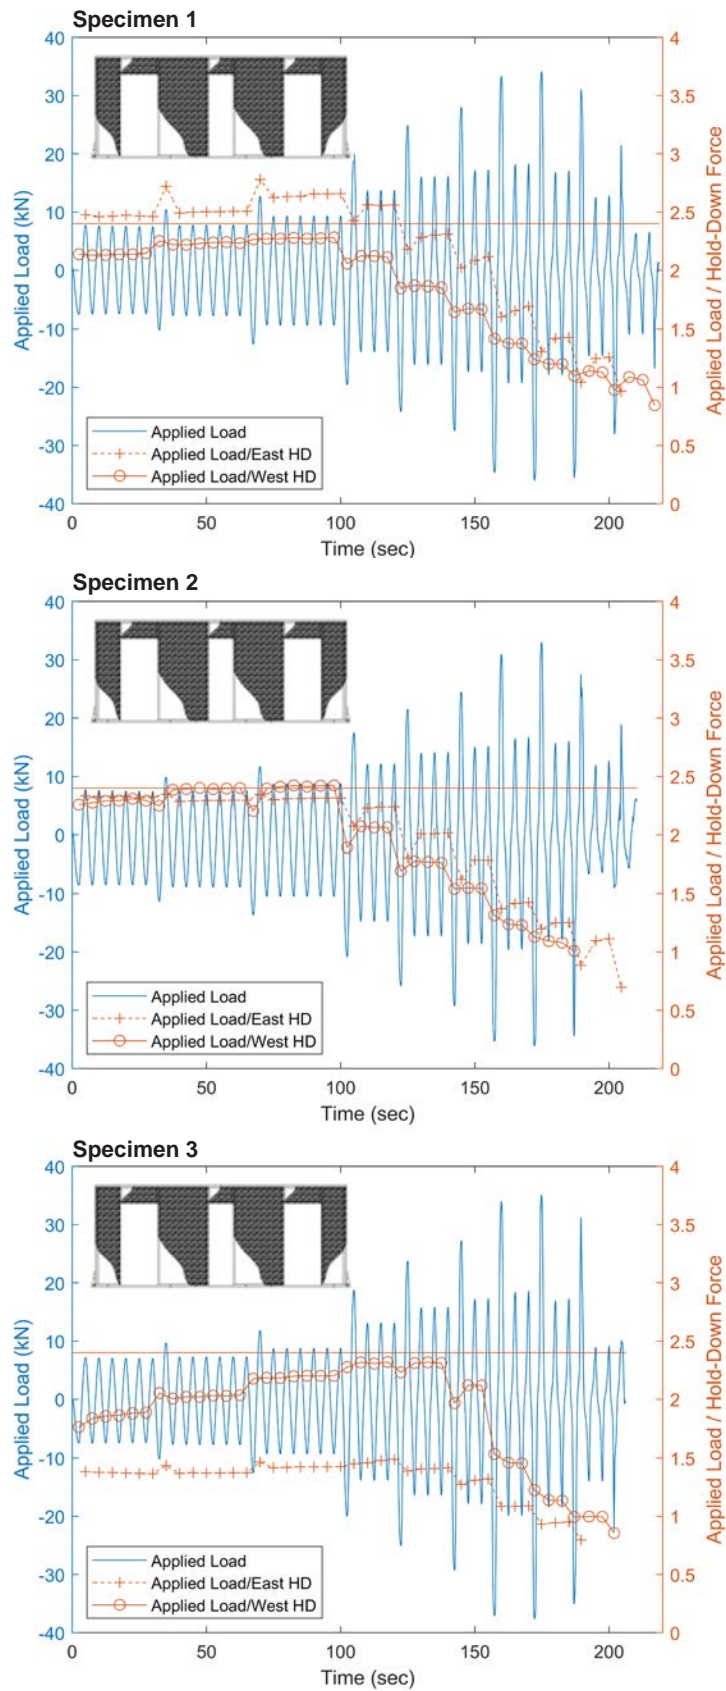 Specimen 1
40
30
20
10
0
-10
-20
-30
-40
Applied Load (kN)
4
3.5
3
2.5
2
1.5
1
0.5
0
Applied Load / Hold-Down Force
Applied Load
Applied Load/East HD
Applied Load/West HD
0 50 100 150 200
Time (sec)
Specimen 2
40
30
20
10
0
-10
-20
-30
-40
Applied Load (kN)
4
3.5
3
2.5
2
1.5
1
0.5
0
Applied Load / Hold-Down Force
Applied Load
Applied Load/East HD
Applied Load/West HD
0 50 100 150 200
Time (sec)
Specimen 3
40
30
20
10
0
-10
-20
-30
-40
Applied Load (kN)
4
3.5
3
2.5
2
1.5
1
0.5
0
Applied Load / Hold-Down Force
Applied Load
Applied Load/East HD
Applied Load/West HD
0 50 100 150 200
Time (sec)